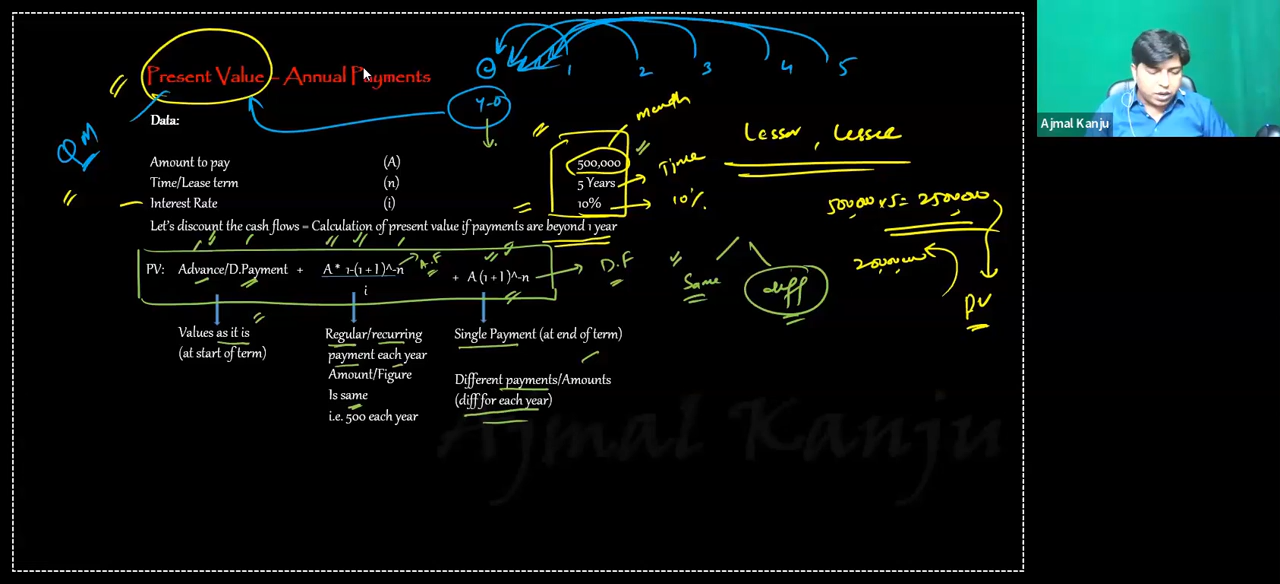 0 1 2 3 4 5
Present Value – Annual Payments
Y-0
QM
Data:
month
Lessor, Lessee
Amount to pay (A) 500,000
Time/Lease term (n) 5 Years Time
Interest Rate (i) 10% 10%
500000 x 5 = 2500000
Let's discount the cash flows = Calculation of present value if payments are beyond 1 year
PV: Advance/D.Payment + A* 1-(1+1)^-n + A (1+1)^-n
i
A.F
D.F
Same
diff
2000000
PV
Values as it is
(at start of term)
Regular/recurring
payment each year
Amount/Figure
Is same
i.e. 500 each year
Single Payment (at end of term)
Different payments/Amounts
(diff for each year)
Ajmal Kanju
Ajmal Kanju